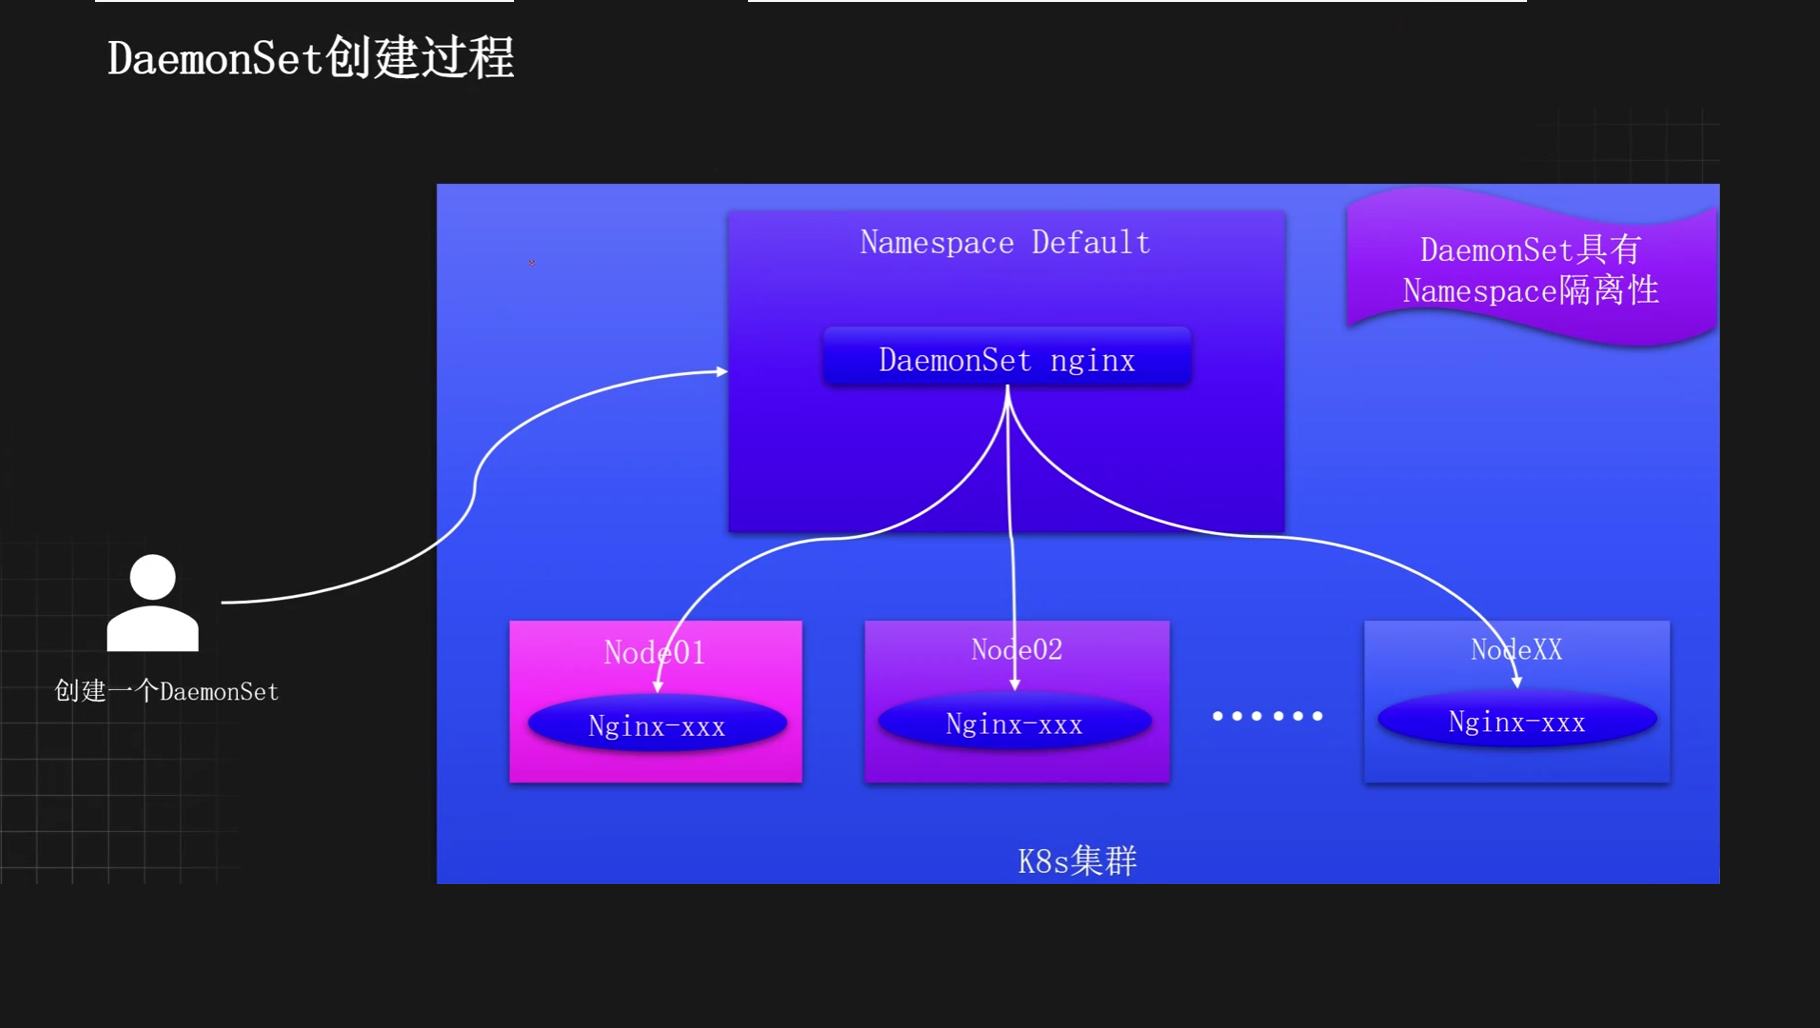 DaemonSet创建过程
Namespace Default
DaemonSet具有
Namespace隔离性
DaemonSet nginx
创建一个DaemonSet
Node01
Nginx-xxx
Node02
Nginx-xxx
......
NodeXX
Nginx-xxx
K8s集群